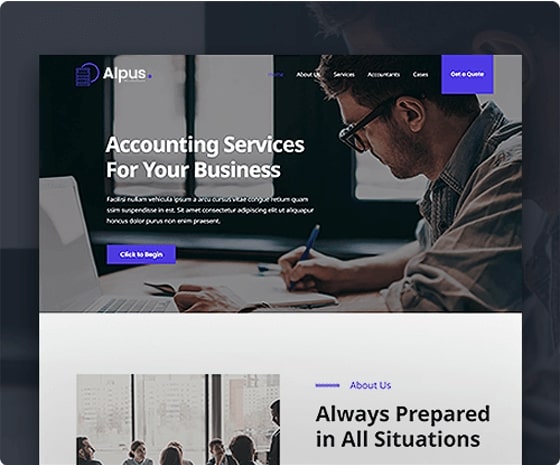 Alpus.
Home About Us Services Accountants Cases Get a Quote
Accounting Services
For Your Business
Facilisi nullam vehicula ipsum a arcu cursus vitae congue retium quam
ssim suspendisse in est. Sit amet consectetur adipiscing elit ut aliquapur
honcus dolor purus non enim praesent.
Click to Begin
About Us
Always Prepared
in All Situations